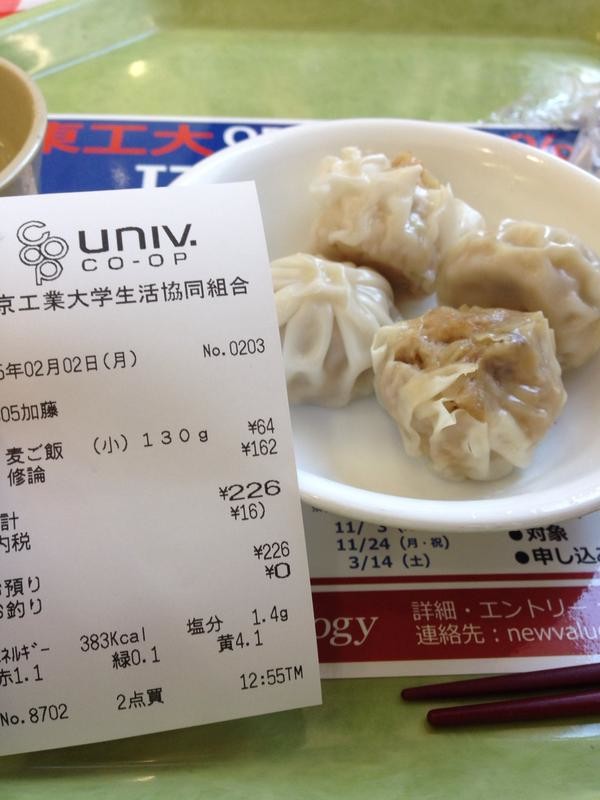 univ.
CO-OP
京工業大学生活協同組合
5年02月02日(月) No.0203
05加藤
麦ご飯 (小)130g ¥64
修論 ¥162
計 ¥226
内税 ¥16)
預り ¥226
釣り ¥0
ネルギー 383Kcal 塩分 1.4g
赤1.1 緑0.1 黄4.1
No.8702 2点買 12:55TM
東工大
11/24 (月・祝)
3/14 (土)
●対象
●申し込み
ogy
詳細・エントリー
連絡先:newvalu